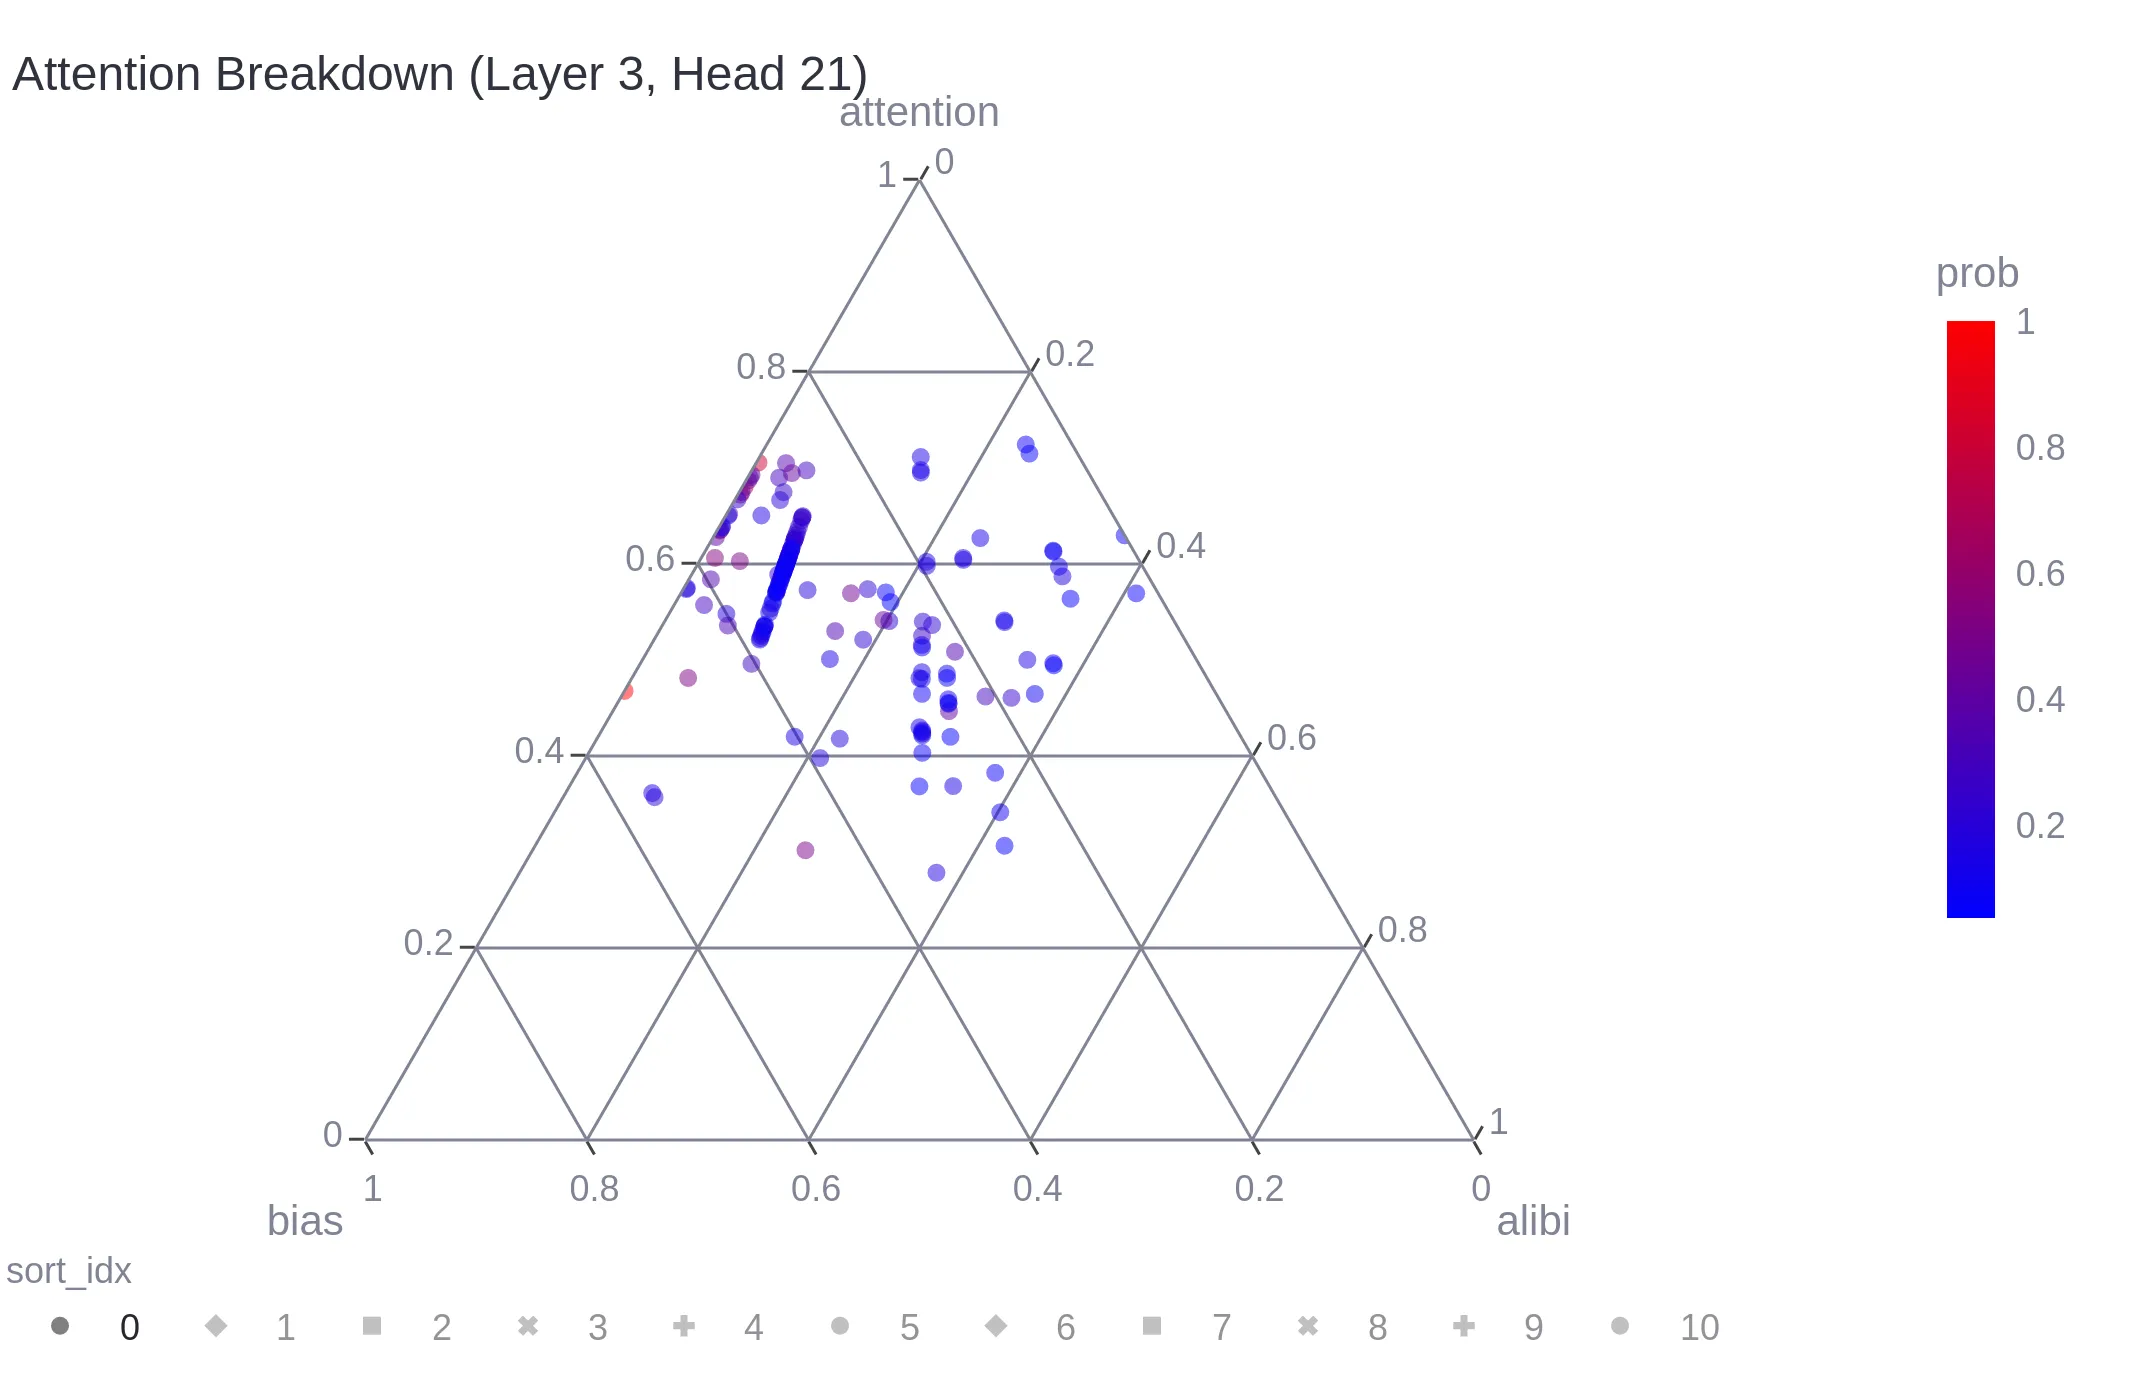 Attention Breakdown (Layer 3, Head 21)
attention
1 0
0.8 0.2
0.6 0.4
0.4 0.6
0.2 0.8
0 1
1 0.8 0.6 0.4 0.2 0
bias alibi
prob
1
0.8
0.6
0.4
0.2
sort_idx
0 1 2 3 4 5 6 7 8 9 10